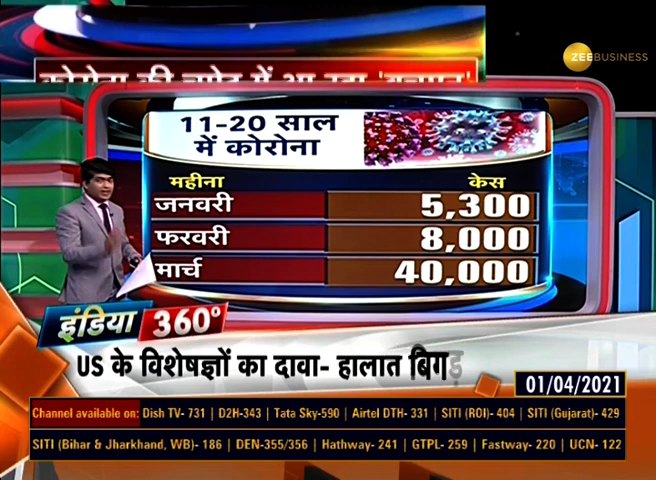 ZEEBUSINESS
11-20 साल
में कोरोना
महीना केस
जनवरी 5,300
फरवरी 8,000
मार्च 40,000
इंडिया 360°
US के विशेषज्ञों का दावा- हालात बिगड़
01/04/2021
Channel available on: Dish TV- 731 | D2H-343 | Tata Sky-590 | Airtel DTH- 331 | SITI (ROI)- 404 | SITI (Gujarat)- 429
SITI (Bihar & Jharkhand, WB)- 186 | DEN-355/356 | Hathway- 241 | GTPL- 259 | Fastway- 220 | UCN- 122